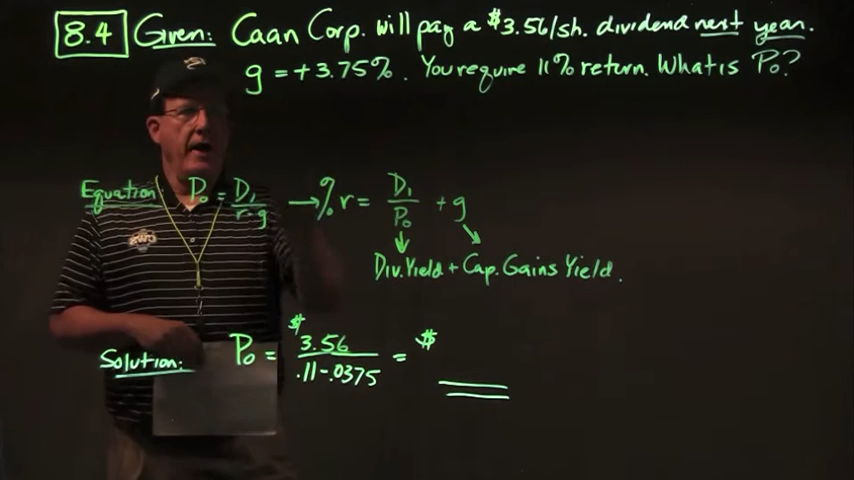 8.4 Given: Caan Corp. will pay a $3.56/sh. dividend next year.
g = +3.75%. You require 11% return. What is P₀?
Equation P₀ = D₁ / r-g → % r = D₁ / P₀ + g
Div. Yield + Cap. Gains Yield.
Solution: P₀ = $3.56 / .11-.0375 = $